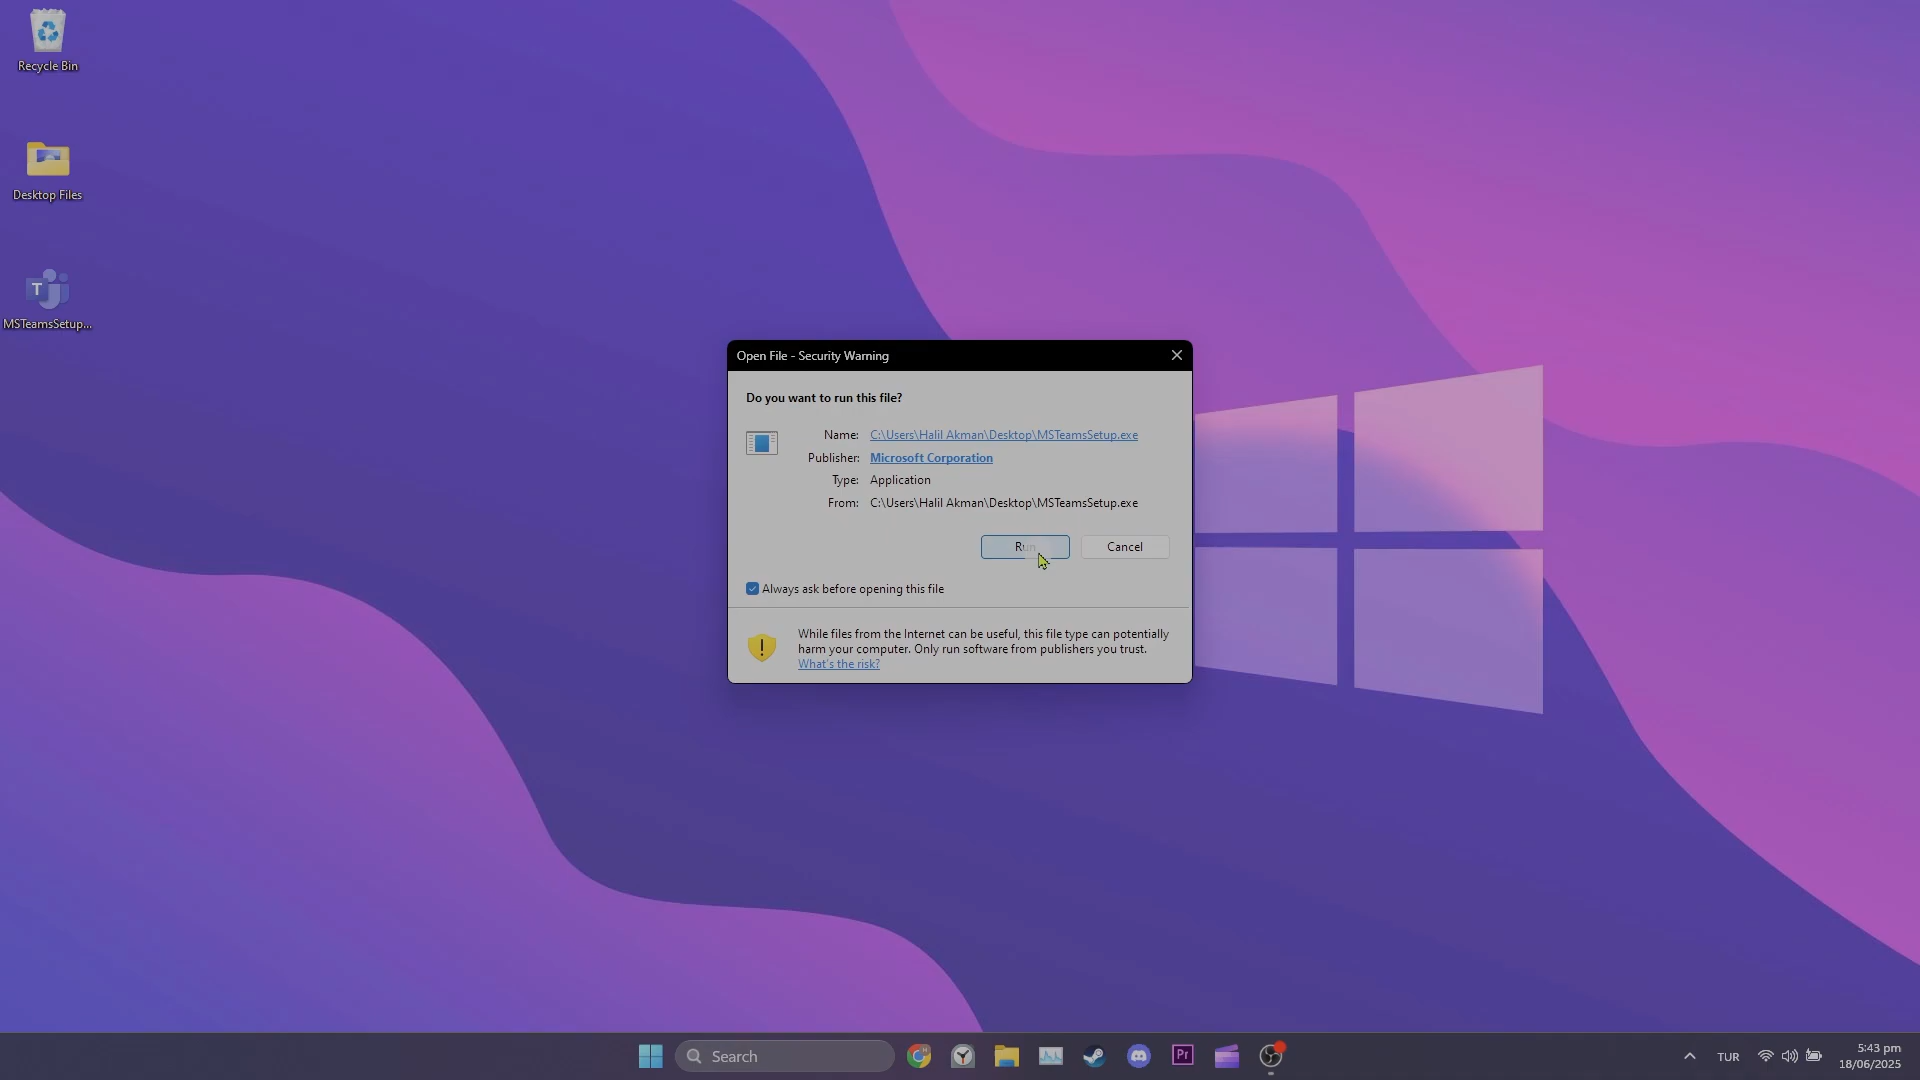 Recycle Bin
Desktop Files
T
MSTeamsSetup...
Open File - Security Warning
Do you want to run this file?
Name: C:\Users\Halil Akman\Desktop\MSTeamsSetup.exe
Publisher: Microsoft Corporation
Type: Application
From: C:\Users\Halil Akman\Desktop\MSTeamsSetup.exe
Run Cancel
Always ask before opening this file
While files from the Internet can be useful, this file type can potentially
harm your computer. Only run software from publishers you trust.
What's the risk?
Search
Pr
TUR
5:43 pm
18/06/2025